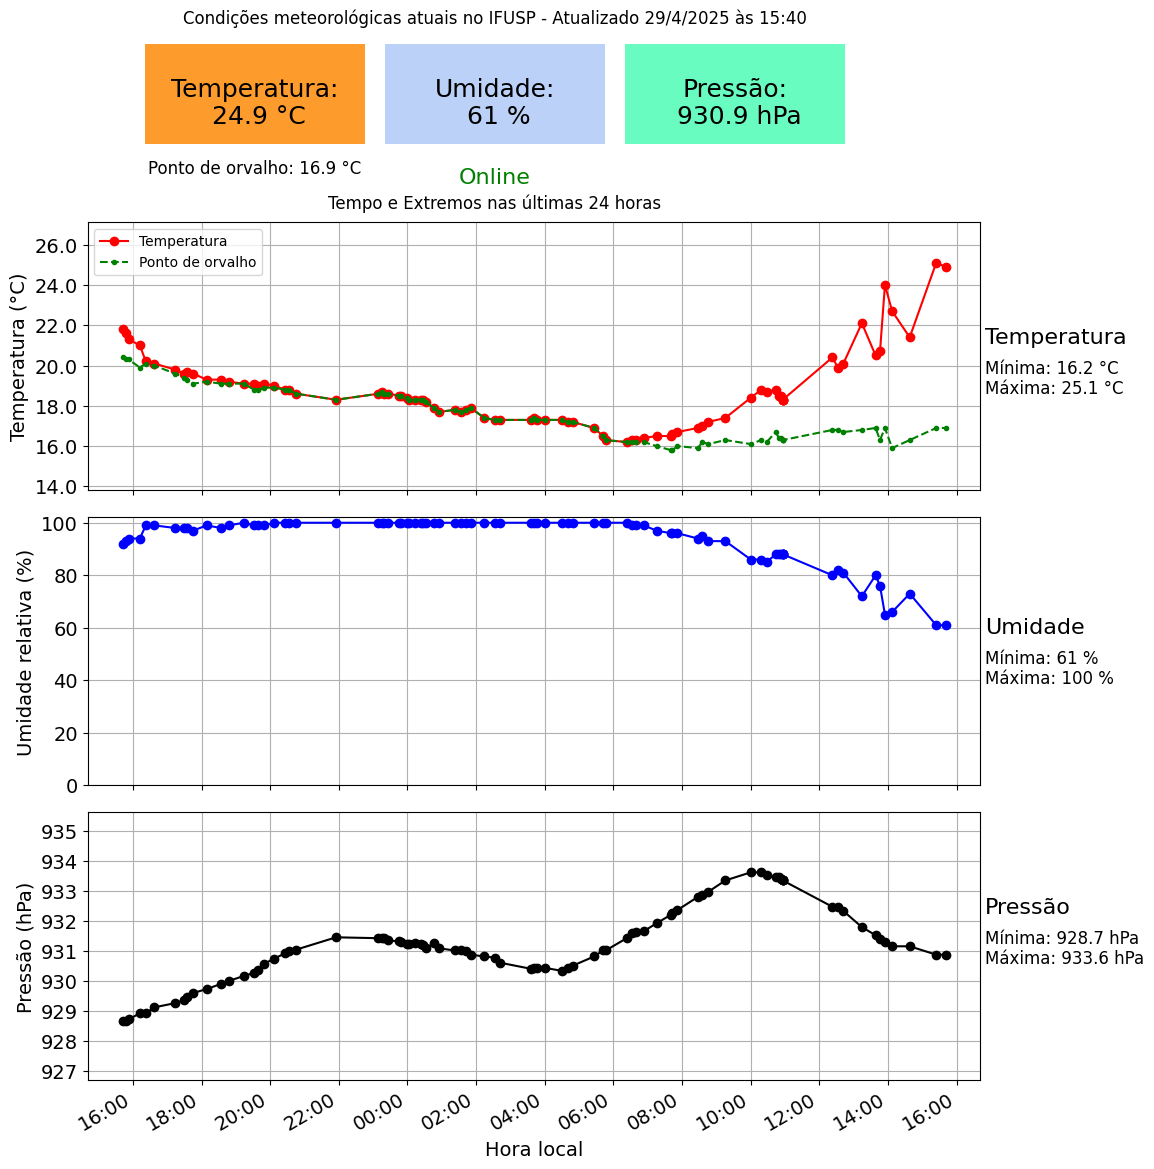 Condições meteorológicas atuais no IFUSP - Atualizado 29/4/2025 às 15:40
Temperatura:
24.9 °C
Umidade:
61 %
Pressão:
930.9 hPa
Ponto de orvalho: 16.9 °C
Online
Tempo e Extremos nas últimas 24 horas
Temperatura (°C)
26.0
24.0
22.0
20.0
18.0
16.0
14.0
Temperatura
Ponto de orvalho
Temperatura
Mínima: 16.2 °C
Máxima: 25.1 °C
Umidade relativa (%)
100
80
60
40
20
0
Umidade
Mínima: 61 %
Máxima: 100 %
Pressão (hPa)
935
934
933
932
931
930
929
928
927
Pressão
Mínima: 928.7 hPa
Máxima: 933.6 hPa
16:00 18:00 20:00 22:00 00:00 02:00 04:00 06:00 08:00 10:00 12:00 14:00 16:00
Hora local